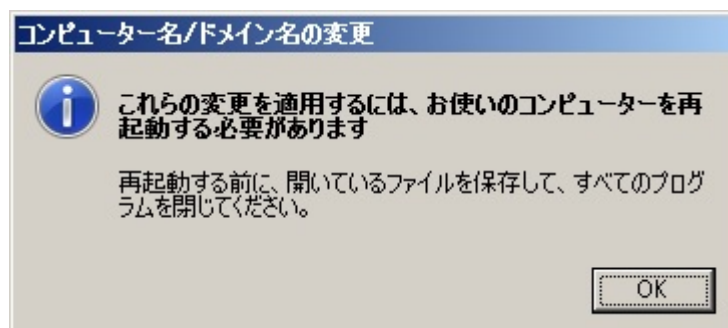 コンピューター名/ドメイン名の変更
これらの変更を適用するには、お使いのコンピューターを再
起動する必要があります
再起動する前に、開いているファイルを保存して、すべてのプログ
ラムを閉じてください。
OK